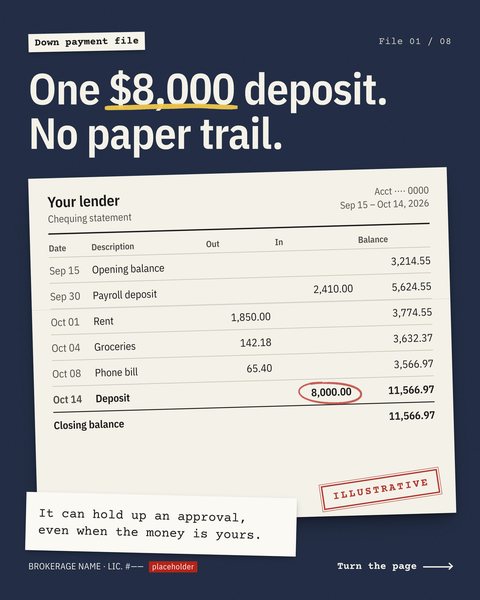 Down payment file
File 01 / 08
One $8,000 deposit.
No paper trail.
Your lender
Chequing statement
Acct ···· 0000
Sep 15 – Oct 14, 2026
Date Description Out In Balance
Sep 15 Opening balance 3,214.55
Sep 30 Payroll deposit 2,410.00 5,624.55
Oct 01 Rent 1,850.00 3,774.55
Oct 04 Groceries 142.18 3,632.37
Oct 08 Phone bill 65.40 3,566.97
Oct 14 Deposit 8,000.00 11,566.97
Closing balance 11,566.97
ILLUSTRATIVE
It can hold up an approval,
even when the money is yours.
BROKERAGE NAME · LIC. #—— placeholder
Turn the page ⟶